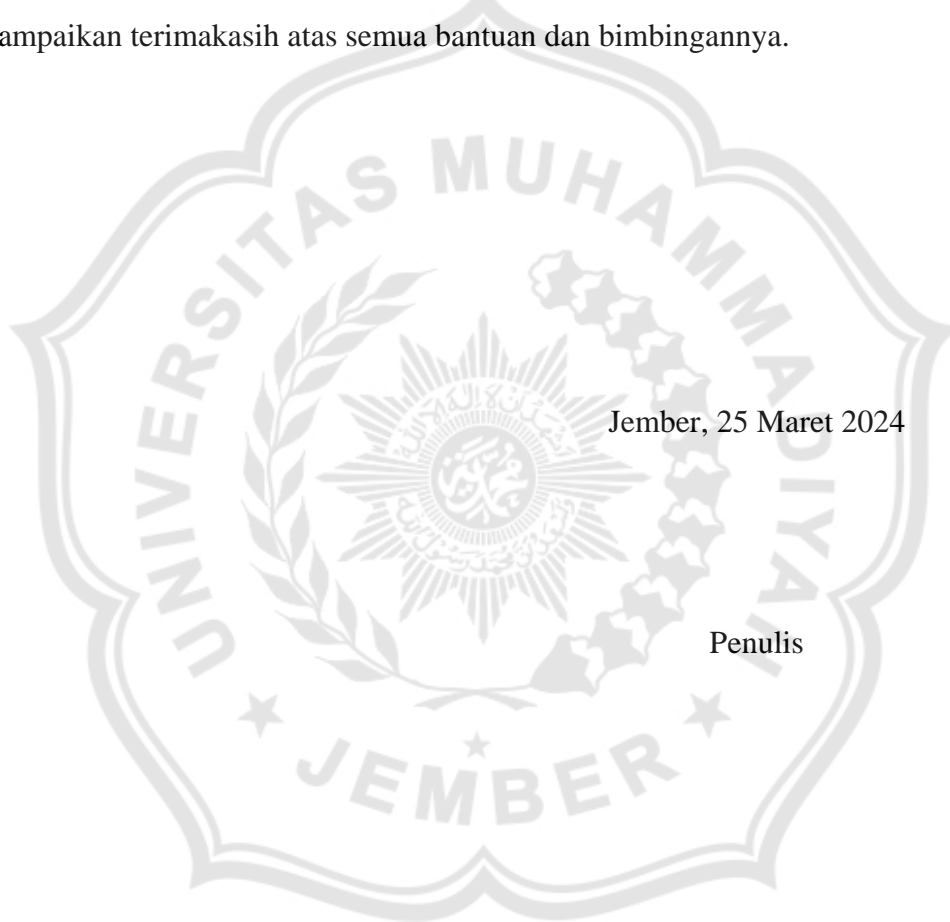 ampaikan terimakasih atas semua bantuan dan bimbingannya.
UNIVERSITAS MUHAMMADIYAH
Jember, 25 Maret 2024
Penulis
JEMBER